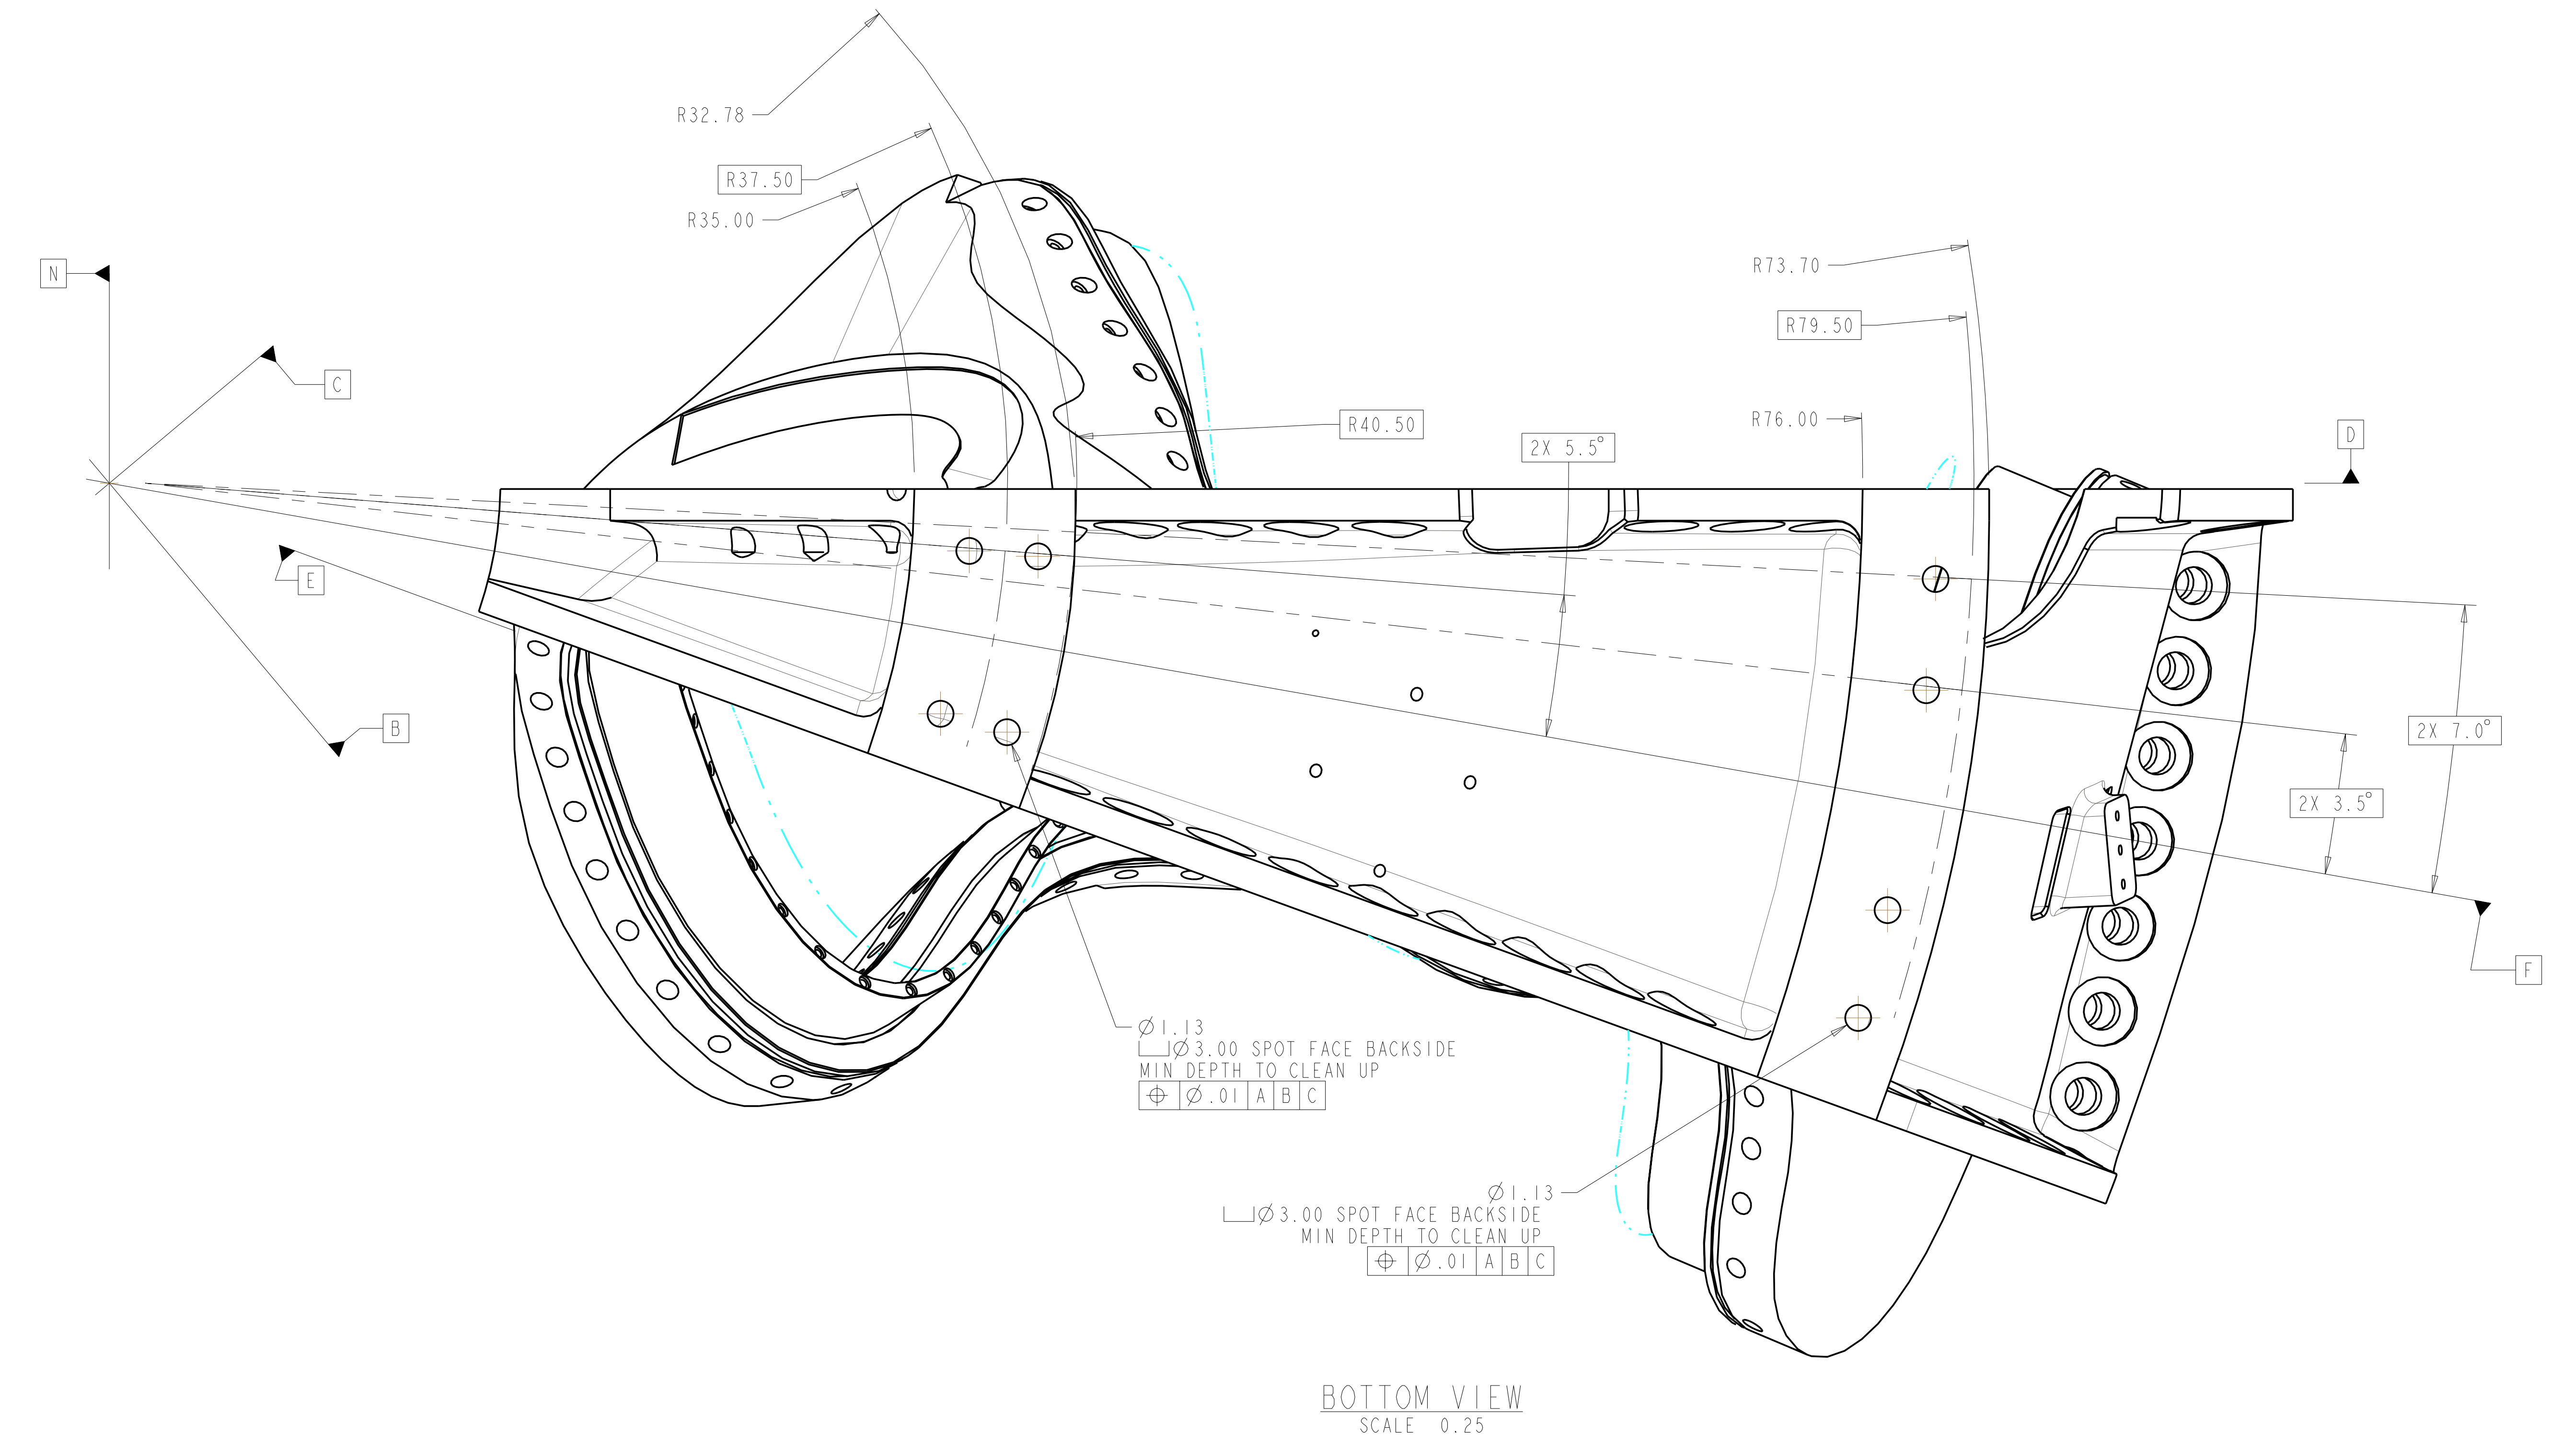 R32.78
R37.50
R35.00
N
C
E
B
R40.50
2X 5.5°
R73.70
R79.50
R76.00
D
2X 7.0°
2X 3.5°
F
Ø1.13
⌴Ø3.00 SPOT FACE BACKSIDE
MIN DEPTH TO CLEAN UP
⌖ Ø.01 A B C
Ø1.13
⌴Ø3.00 SPOT FACE BACKSIDE
MIN DEPTH TO CLEAN UP
⌖ Ø.01 A B C
BOTTOM VIEW
SCALE 0.25